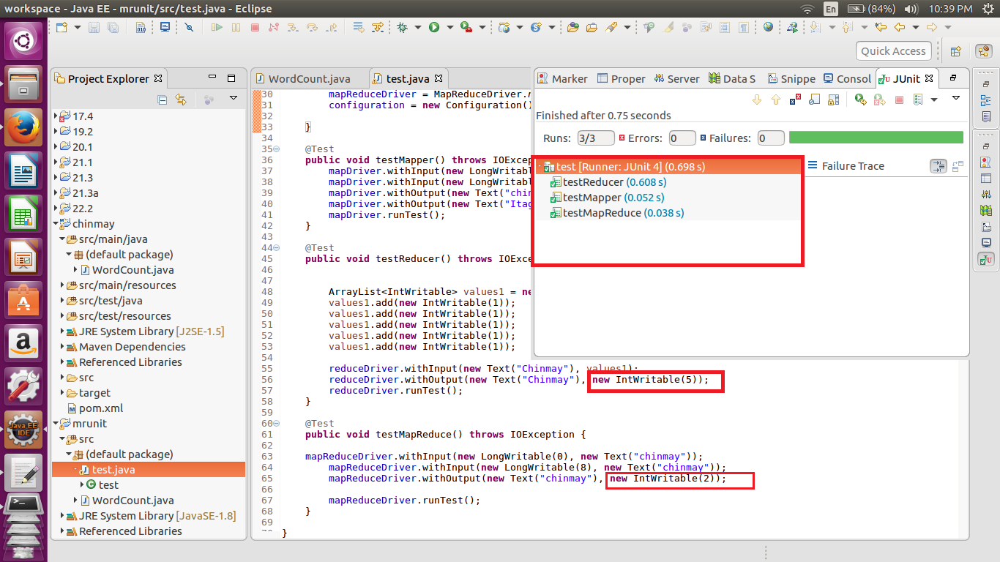 workspace - Java EE - mrunit/src/test.java - Eclipse
En
(84%)
10:39 PM
Quick Access
Project Explorer
17.4
19.2
20.1
21.1
21.3
21.3a
22.2
chinmay
src/main/java
(default package)
WordCount.java
src/main/resources
src/test/java
src/test/resources
JRE System Library [J2SE-1.5]
Maven Dependencies
Referenced Libraries
src
target
pom.xml
mrunit
src
(default package)
test.java
test
WordCount.java
JRE System Library [JavaSE-1.8]
Referenced Libraries
Java EE
IDE
WordCount.java
test.java
30 mapReduceDriver = MapReduceDriver.
31 configuration = new Configuration()
32
33 }
34
35 @Test
36 public void testMapper() throws IOExcep
37 mapDriver.withInput(new LongWritabl
38 mapDriver.withInput(new LongWritabl
39 mapDriver.withOutput(new Text("chin
40 mapDriver.withOutput(new Text("Itag
41 mapDriver.runTest();
42 }
43
44 @Test
45 public void testReducer() throws IOExce
46
47
48 ArrayList<IntWritable> values1 = ne
49 values1.add(new IntWritable(1));
50 values1.add(new IntWritable(1));
51 values1.add(new IntWritable(1));
52 values1.add(new IntWritable(1));
53 values1.add(new IntWritable(1));
54
55 reduceDriver.withInput(new Text("Chinmay"), values1);
56 reduceDriver.withOutput(new Text("Chinmay"), new IntWritable(5));
57 reduceDriver.runTest();
58 }
59
60 @Test
61 public void testMapReduce() throws IOException {
62
63 mapReduceDriver.withInput(new LongWritable(0), new Text("chinmay"));
64 mapReduceDriver.withInput(new LongWritable(8), new Text("chinmay"));
65 mapReduceDriver.withOutput(new Text("chinmay"), new IntWritable(2));
66
67 mapReduceDriver.runTest();
68 }
69
70 }
Marker
Proper
Server
Data S
Snippe
Consol
JUnit
Finished after 0.75 seconds
Runs: 3/3
Errors: 0
Failures: 0
test [Runner: JUnit 4] (0.698 s)
testReducer (0.608 s)
testMapper (0.052 s)
testMapReduce (0.038 s)
Failure Trace